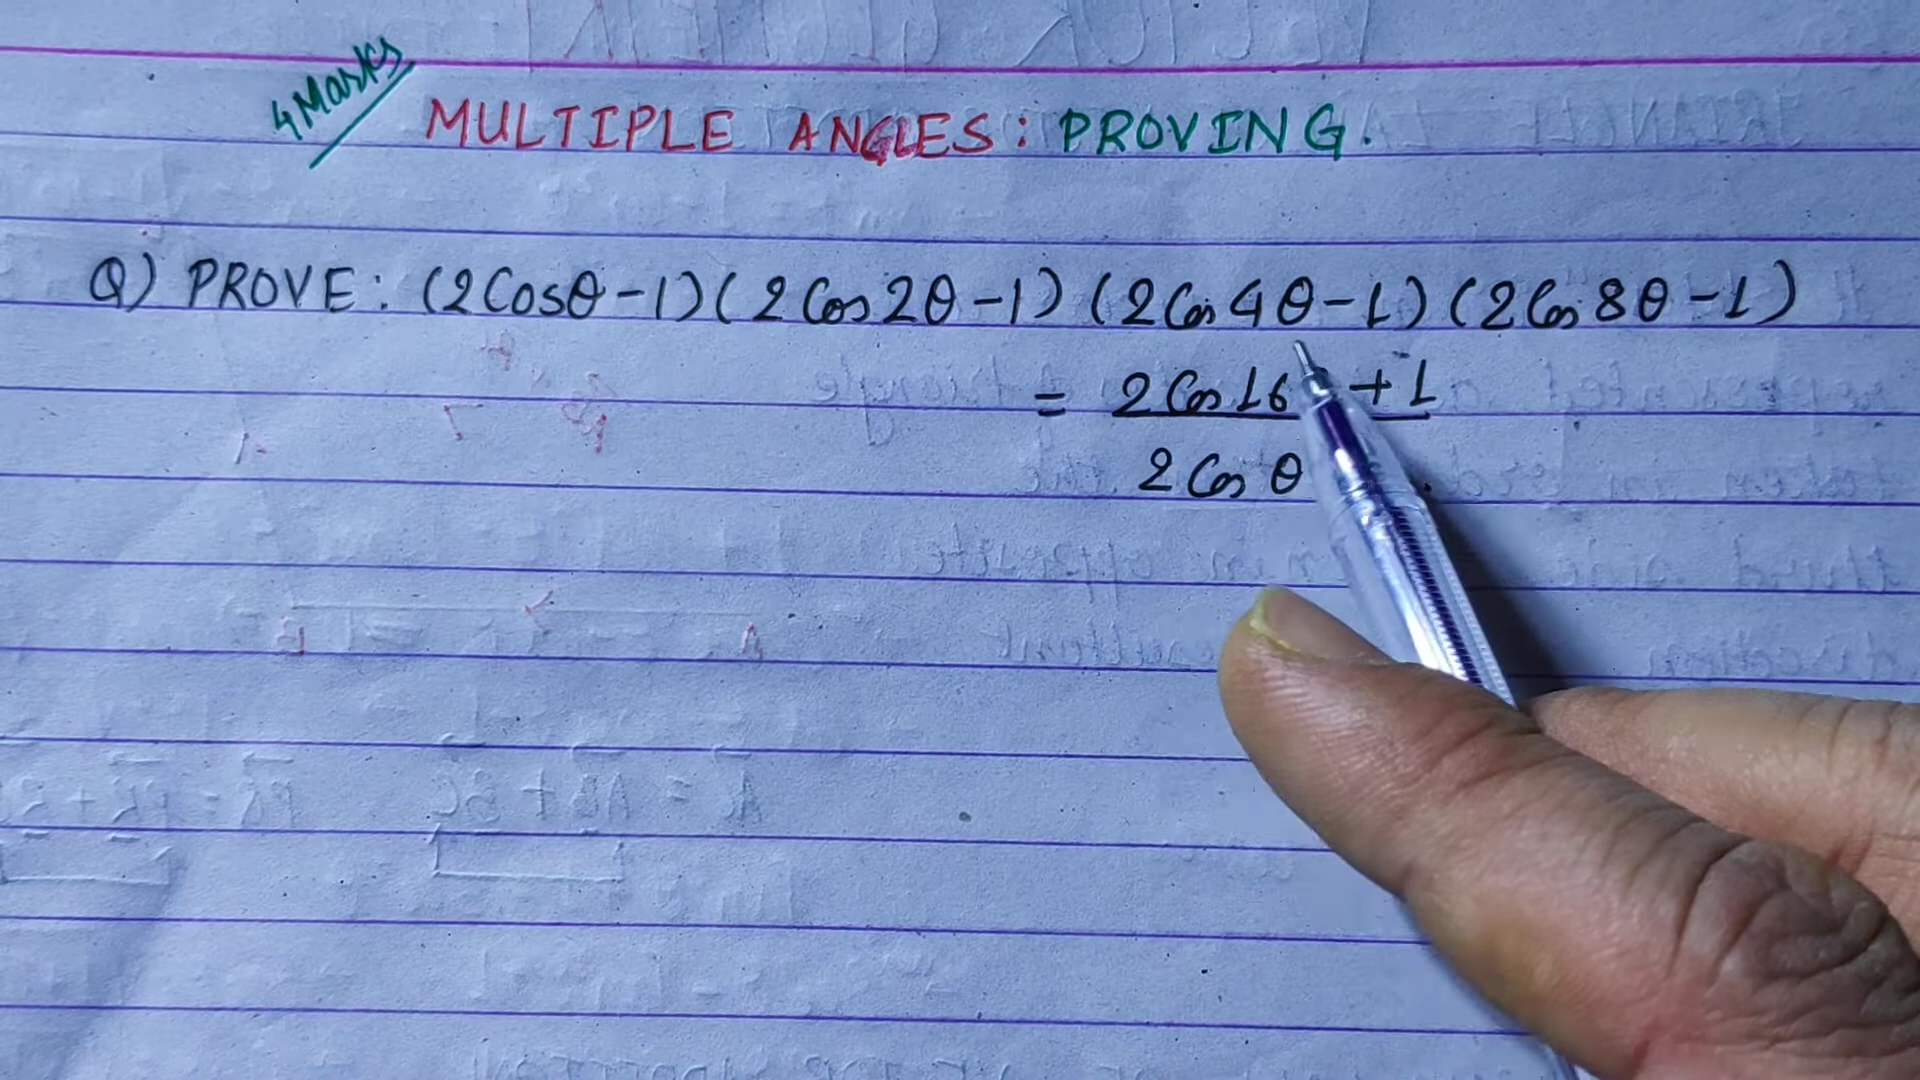 4 Marks
MULTIPLE ANGLES: PROVING.
Q) PROVE: (2Cosθ-1)(2Cos2θ-1)(2Cos4θ-1)(2Cos8θ-1)
= 2Cos16 +1
2Cosθ